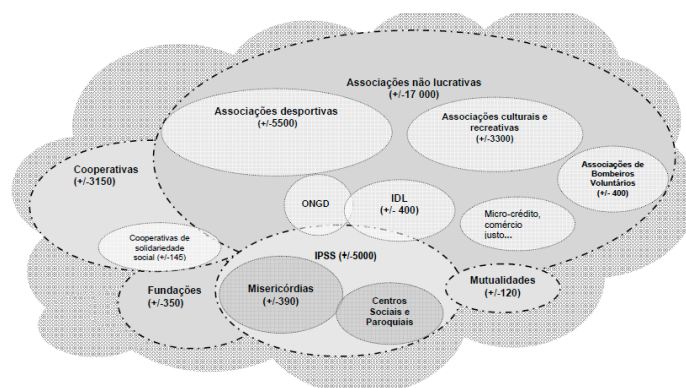 Associações não lucrativas
(+/-17 000)
Associações desportivas
(+/-5500)
Associações culturais e
recreativas
(+/-3300)
Associações de
Bombeiros
Voluntários
(+/- 400)
Cooperativas
(+/-3150)
ONGD
IDL
(+/- 400)
Micro-crédito,
comércio
justo...
Cooperativas de
solidariedade
social (+/-145)
IPSS (+/-5000)
Fundações
(+/-350)
Misericórdias
(+/-390)
Centros
Sociais e
Paroquiais
Mutualidades
(+/-120)